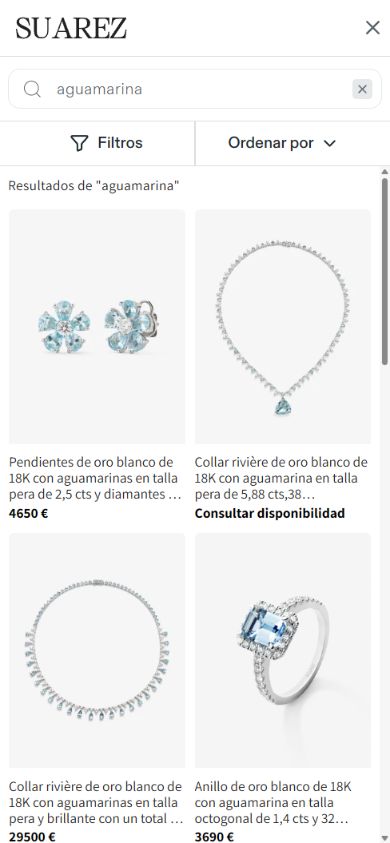 SUAREZ
aguamarina
Filtros
Ordenar por
Resultados de "aguamarina"
Pendientes de oro blanco de
18K con aguamarinas en talla
pera de 2,5 cts y diamantes ...
4650 €
Collar rivière de oro blanco de
18K con aguamarina en talla
pera de 5,88 cts,38...
Consultar disponibilidad
Collar rivière de oro blanco de
18K con aguamarinas en talla
pera y brillante con un total ...
29500 €
Anillo de oro blanco de 18K
con aguamarina en talla
octogonal de 1,4 cts y 32...
3690 €